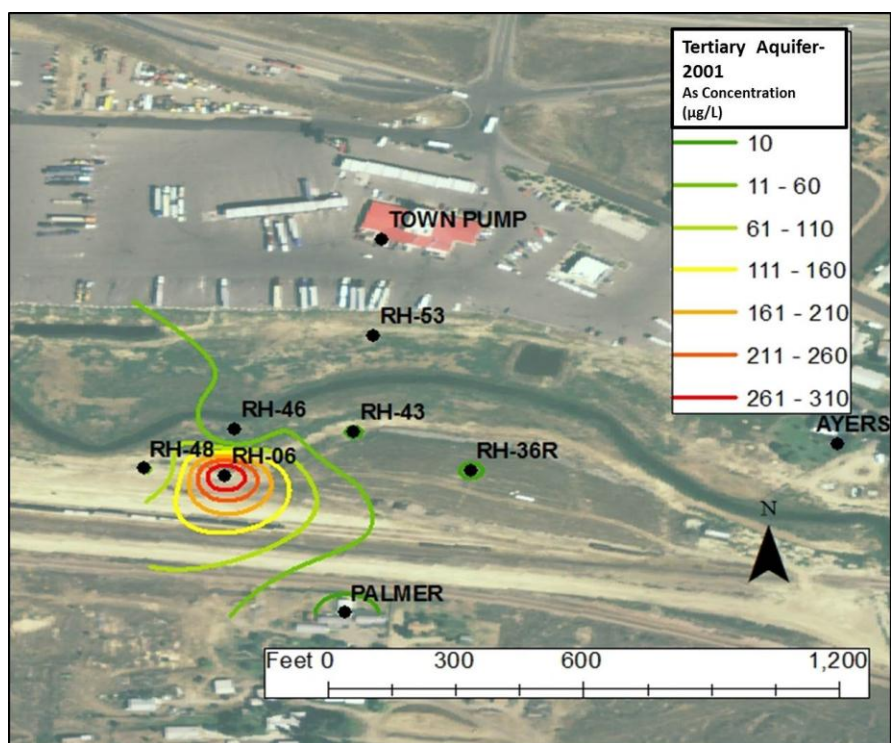 Tertiary Aquifer-
2001
As Concentration
(µg/L)
10
11 - 60
61 - 110
111 - 160
161 - 210
211 - 260
261 - 310
TOWN PUMP
RH-53
RH-46
RH-43
RH-48
RH-06
RH-36R
AYERS
N
PALMER
Feet 0 300 600 1,200